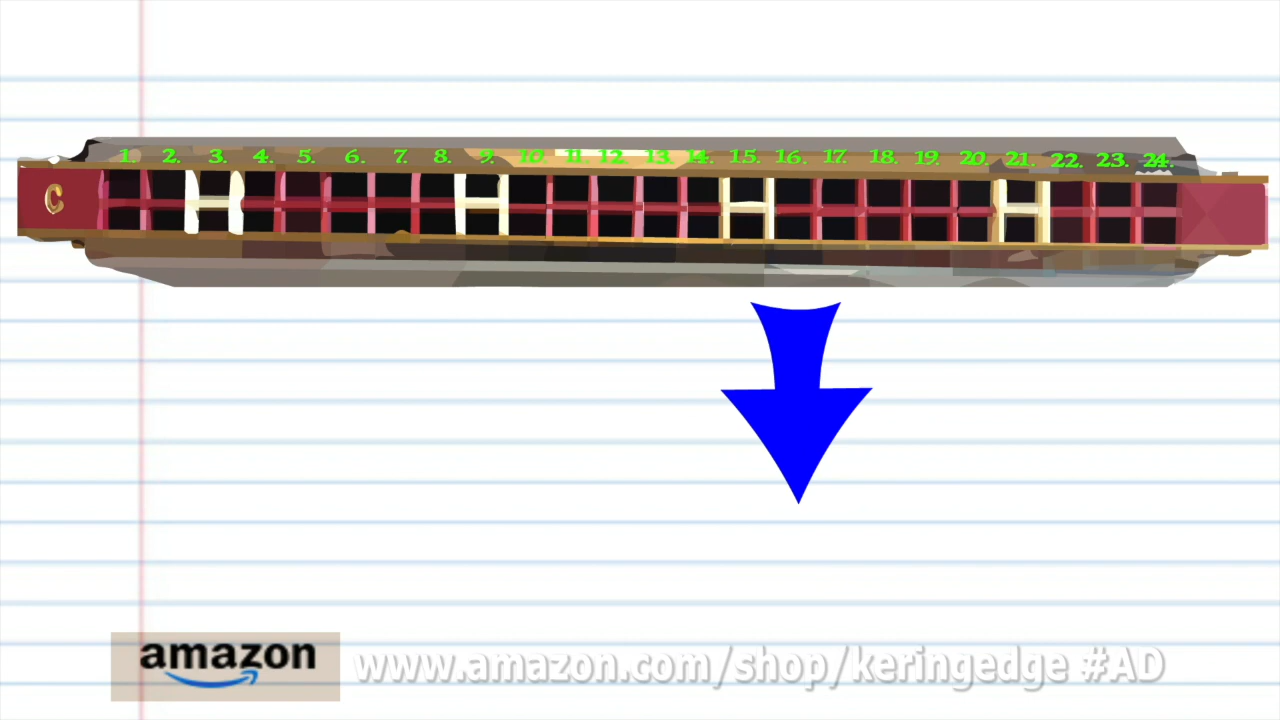 1. 2. 3. 4. 5. 6. 7. 8. 9. 10. 11. 12. 13. 14. 15. 16. 17. 18. 19. 20. 21. 22. 23. 24.
C
amazon www.amazon.com/shop/keringedge #AD